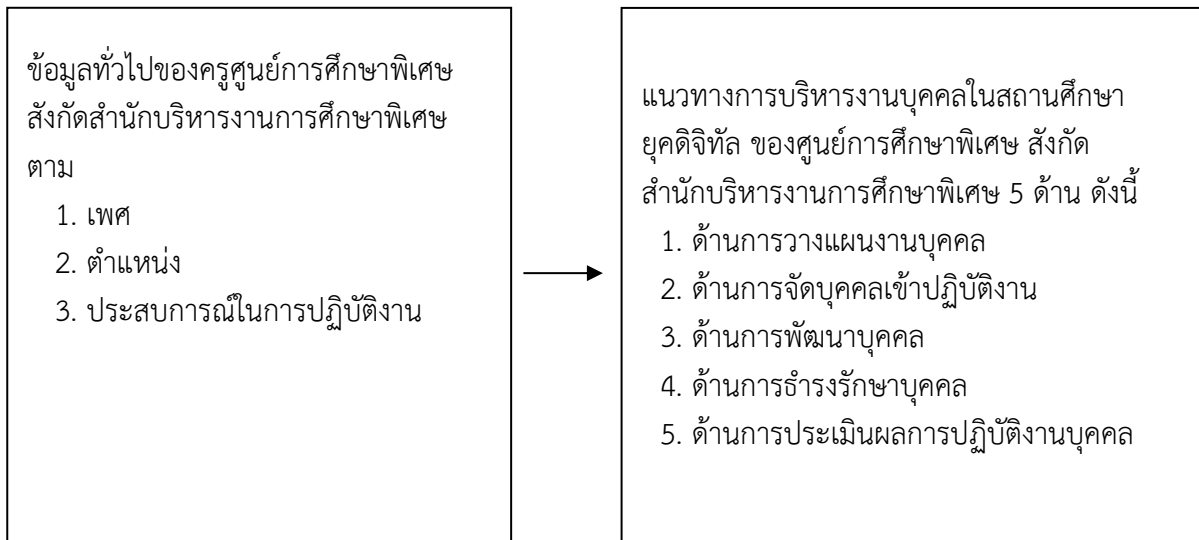 ข้อมูลทั่วไปของครูศูนย์การศึกษาพิเศษ
สังกัดสำนักบริหารงานการศึกษาพิเศษ
ตาม
1. เพศ
2. ตำแหน่ง
3. ประสบการณ์ในการปฏิบัติงาน
แนวทางการบริหารงานบุคคลในสถานศึกษา
ยุคดิจิทัล ของศูนย์การศึกษาพิเศษ สังกัด
สำนักบริหารงานการศึกษาพิเศษ 5 ด้าน ดังนี้
1. ด้านการวางแผนงานบุคคล
2. ด้านการจัดบุคคลเข้าปฏิบัติงาน
3. ด้านการพัฒนาบุคคล
4. ด้านการธำรงรักษาบุคคล
5. ด้านการประเมินผลการปฏิบัติงานบุคคล